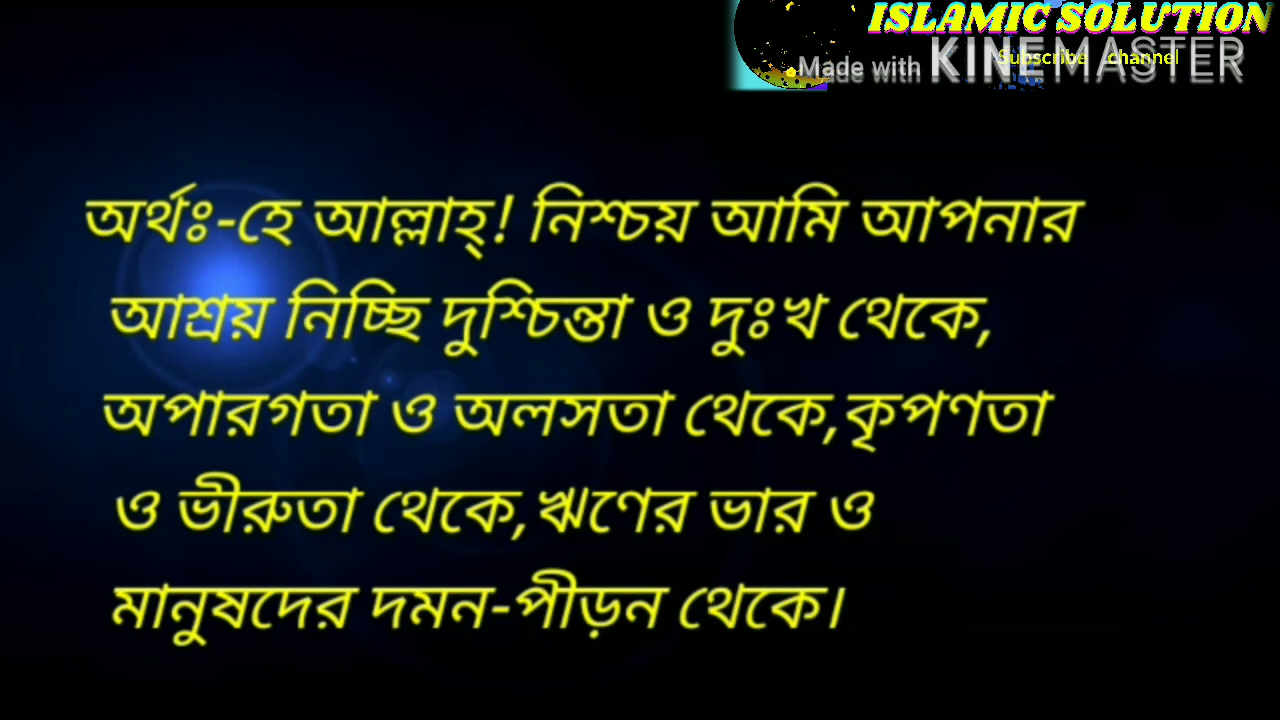 ISLAMIC SOLUTION
Subscribe channel
Made with KINEMASTER
অর্থঃ-হে আল্লাহ্! নিশ্চয় আমি আপনার
আশ্রয় নিচ্ছি দুশ্চিন্তা ও দুঃখ থেকে,
অপারগতা ও অলসতা থেকে,কৃপণতা
ও ভীরুতা থেকে,ঋণের ভার ও
মানুষদের দমন-পীড়ন থেকে।